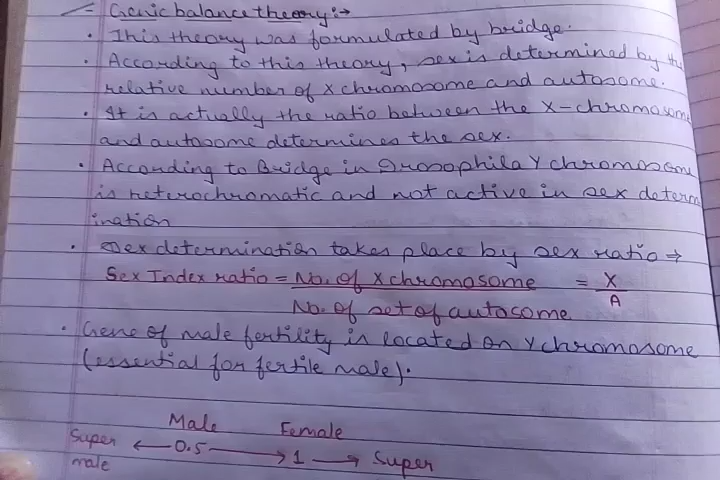 = Genic balance theory :→
• This theory was formulated by bridge.
• According to this theory, sex is determined by the
relative number of X chromosome and autosome.
• It is actually the ratio between the X-chromosome
and autosome determines the sex.
• According to Bridge in Drosophila Y chromosome
is heterochromatic and not active in sex determ
ination
• Sex determination takes place by sex ratio →
Sex Index ratio = No. of X chromosome = X
No. of set of autosome A
• Gene of male fertility is located on Y chromosome
(essential for fertile male).
Male Female
Super ← 0.5 → 1 → Super
male